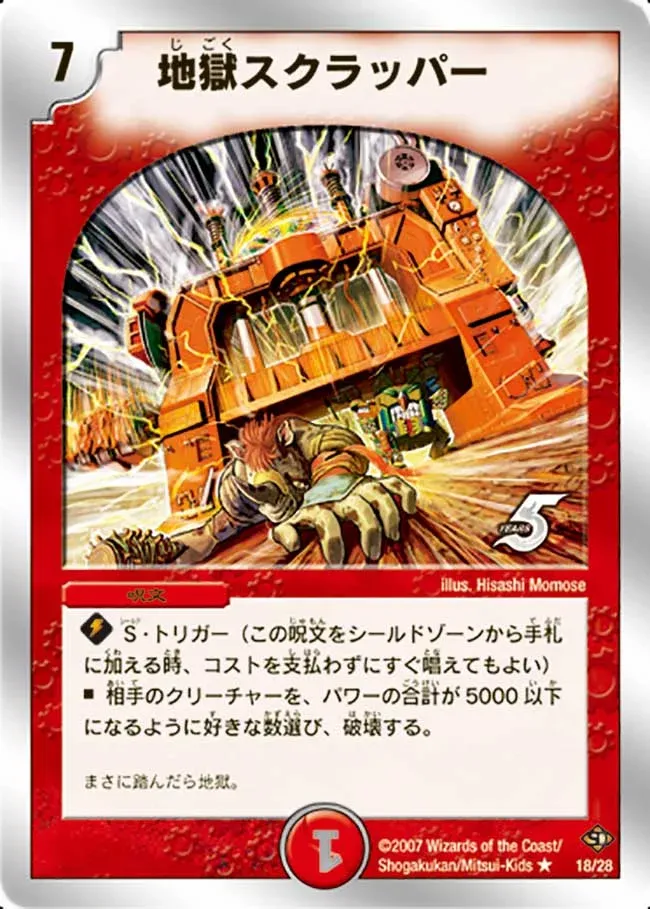 7
地獄スクラッパー
じごく
YEARS 5
illus. Hisashi Momose
呪文
S・トリガー（この呪文をシールドゾーンから手札
に加える時、コストを支払わずにすぐ唱えてもよい）
■ 相手のクリーチャーを、パワーの合計が5000以下
になるように好きな数選び、破壊する。
まさに踏んだら地獄。
©2007 Wizards of the Coast/
Shogakukan/Mitsui-Kids ★
18/28